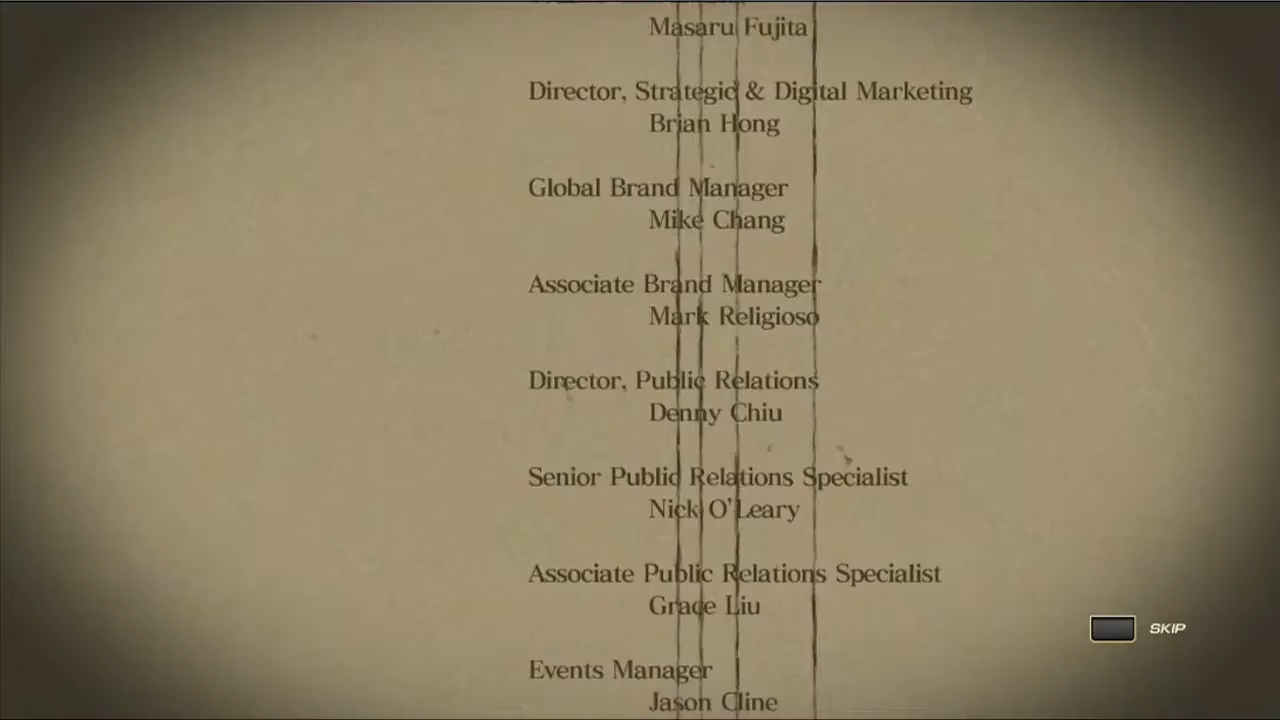 Masaru Fujita
Director, Strategic & Digital Marketing
Brian Hong
Global Brand Manager
Mike Chang
Associate Brand Manager
Mark Religioso
Director, Public Relations
Denny Chiu
Senior Public Relations Specialist
Nick O'Leary
Associate Public Relations Specialist
Grace Liu
SKIP
Events Manager
Jason Cline